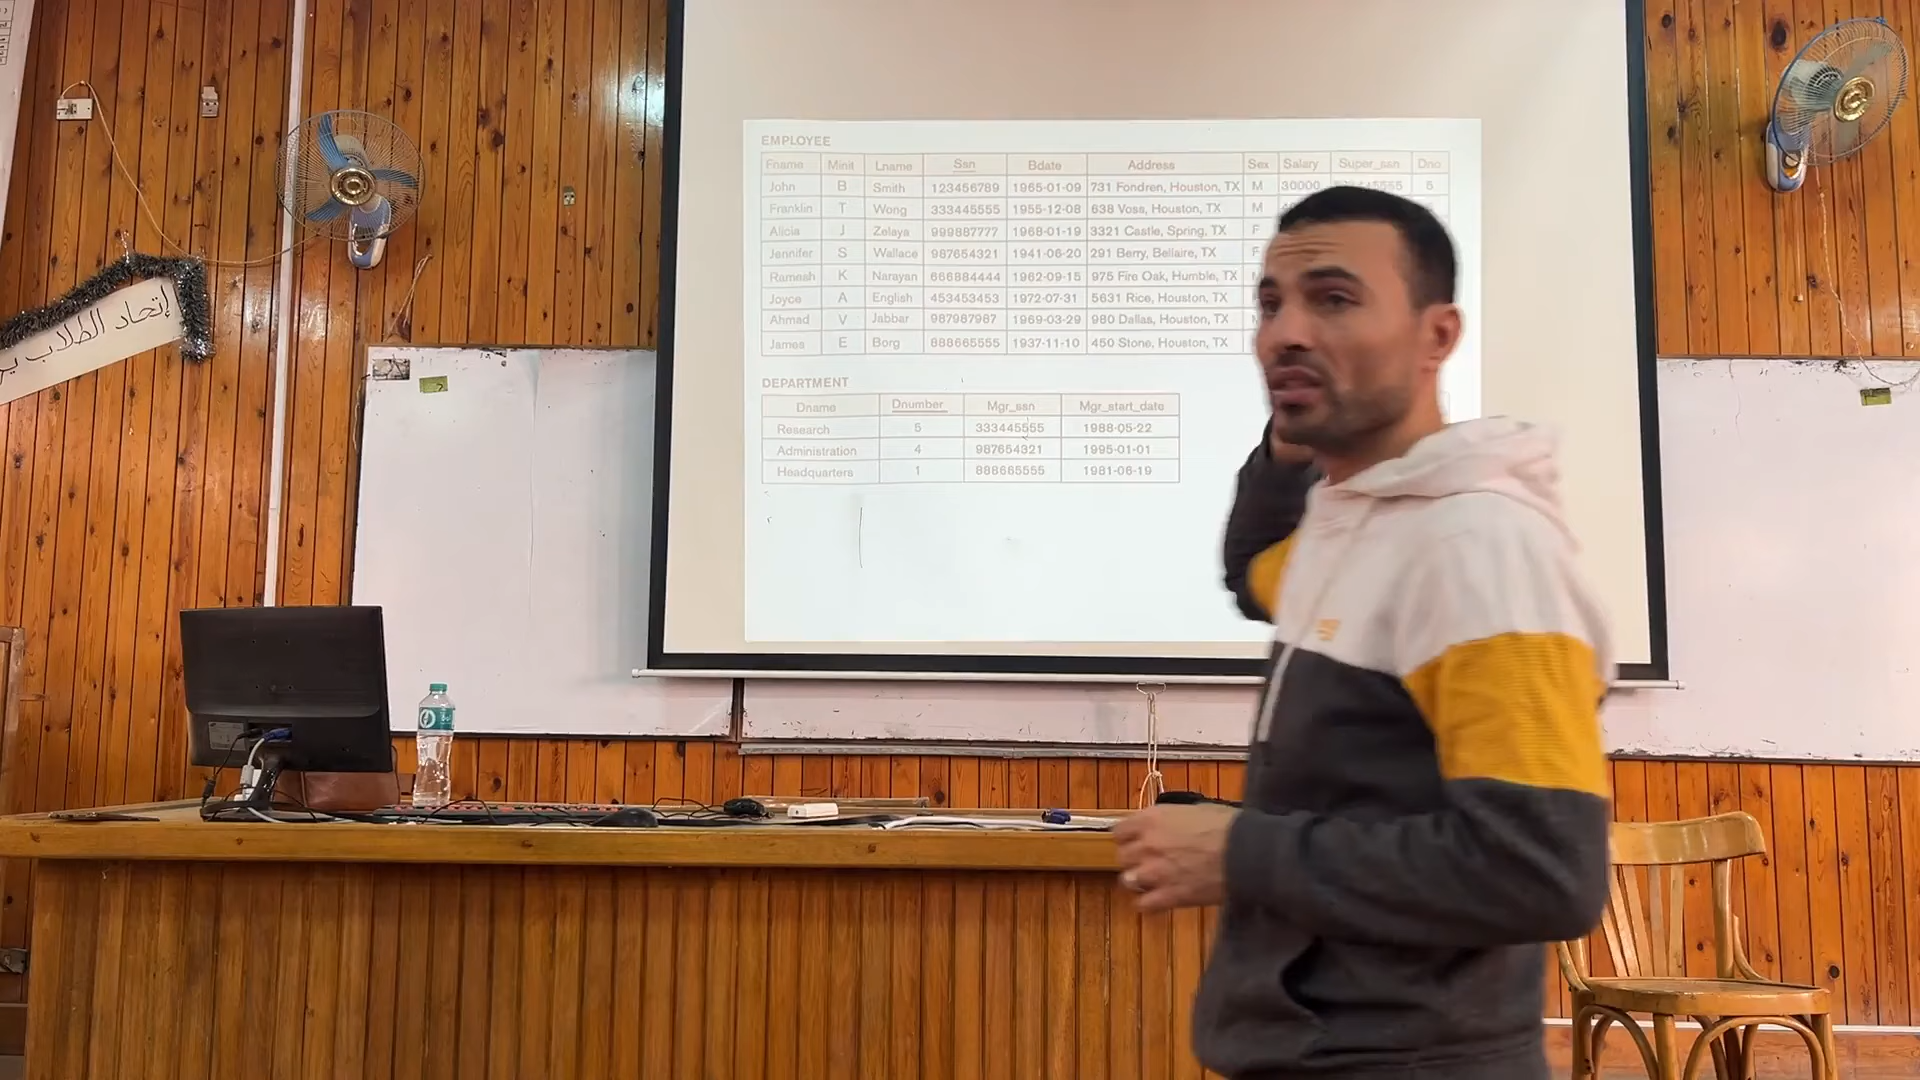 EMPLOYEE
Fname Minit Lname Ssn Bdate Address Sex Salary Super_ssn Dno
John B Smith 123456789 1965-01-09 731 Fondren, Houston, TX M 30000 5
Franklin T Wong 333445555 1955-12-08 638 Voss, Houston, TX M
Alicia J Zelaya 999887777 1968-01-19 3321 Castle, Spring, TX F
Jennifer S Wallace 987654321 1941-06-20 291 Berry, Bellaire, TX F
Ramesh K Narayan 666884444 1962-09-15 975 Fire Oak, Humble, TX
Joyce A English 453453453 1972-07-31 5631 Rice, Houston, TX
Ahmad V Jabbar 987987987 1969-03-29 980 Dallas, Houston, TX
James E Borg 888665555 1937-11-10 450 Stone, Houston, TX
DEPARTMENT
Dname Dnumber Mgr_ssn Mgr_start_date
Research 5 333445555 1988-05-22
Administration 4 987654321 1995-01-01
Headquarters 1 888665555 1981-06-19
إتحاد الطلاب